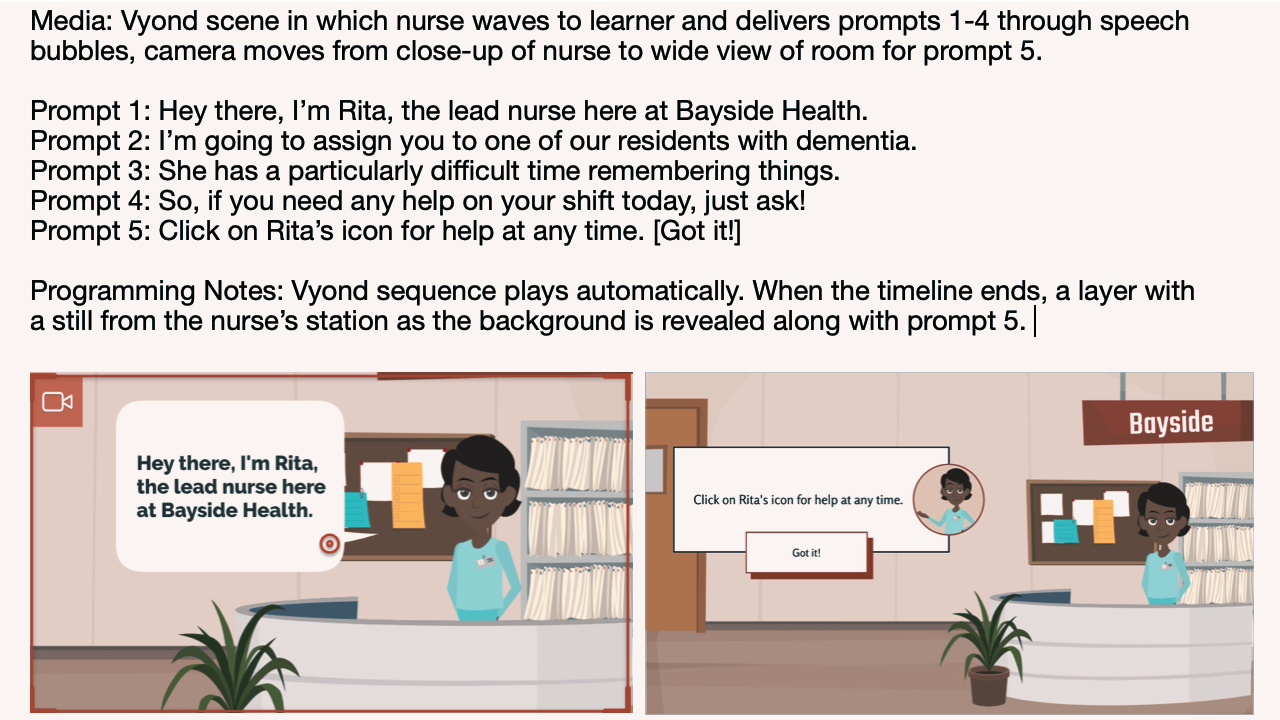 Media: Vyond scene in which nurse waves to learner and delivers prompts 1-4 through speech
bubbles, camera moves from close-up of nurse to wide view of room for prompt 5.
Prompt 1: Hey there, I’m Rita, the lead nurse here at Bayside Health.
Prompt 2: I’m going to assign you to one of our residents with dementia.
Prompt 3: She has a particularly difficult time remembering things.
Prompt 4: So, if you need any help on your shift today, just ask!
Prompt 5: Click on Rita’s icon for help at any time. [Got it!]
Programming Notes: Vyond sequence plays automatically. When the timeline ends, a layer with
a still from the nurse’s station as the background is revealed along with prompt 5.
Hey there, I'm Rita,
the lead nurse here
at Bayside Health.
Bayside
Click on Rita's icon for help at any time.
Got it!